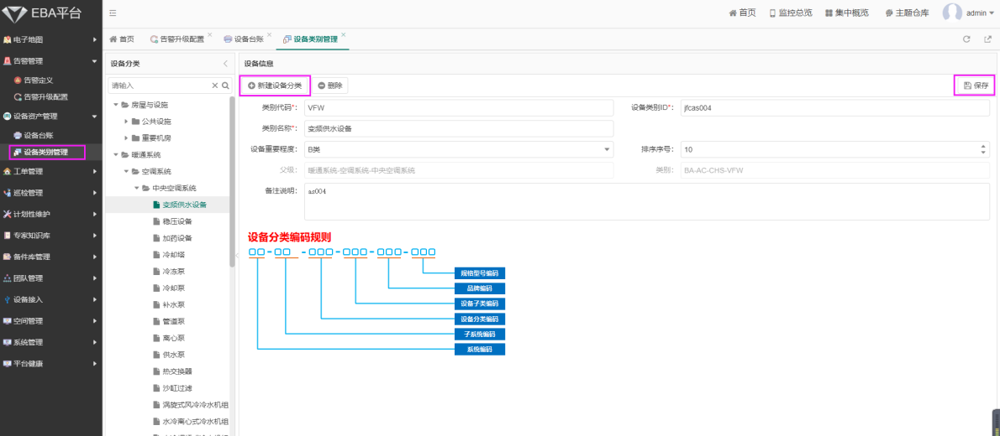 EBA平台
首页
监控总览
集中概览
主题仓库
admin
电子地图
告警管理
告警定义
告警升级配置
设备资产管理
设备台账
设备类别管理
工单管理
巡检管理
计划性维护
专家知识库
备件库管理
团队管理
设备接入
空间管理
系统管理
平台健康
首页
告警升级配置
设备台账
设备类别管理
设备分类
请输入
房屋与设施
公共设施
重要机房
暖通系统
空调系统
中央空调系统
变频供水设备
稳压设备
加药设备
冷却塔
冷冻泵
冷却泵
补水泵
管道泵
离心泵
供水泵
热交换器
沙缸过滤
涡旋式风冷冷水机组
水冷离心式冷水机组
设备信息
新建设备分类
删除
保存
类别代码*: VFW
设备类别ID*: jfcas004
类别名称*: 变频供水设备
设备重要程度: B类
排序序号: 10
父级: 暖通系统-空调系统-中央空调系统
类别: BA-AC-CHS-VFW
备注说明: as004
设备分类编码规则
规格型号编码
品牌编码
设备子类编码
设备分类编码
子系统编码
系统编码